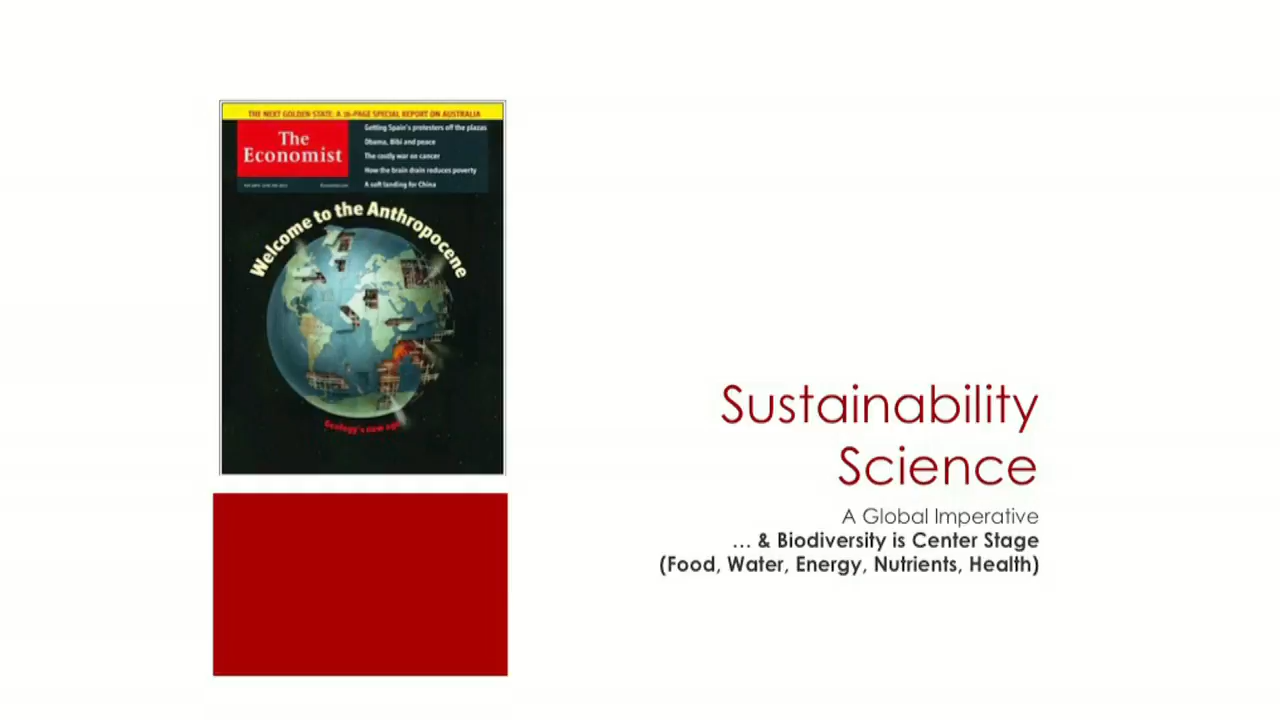 THE NEXT GOLDEN STATE: A 16-PAGE SPECIAL REPORT ON AUSTRALIA
The
Economist
Getting Spain's protesters off the plazas
Obama, Bibi and peace
The costly war on cancer
How the brain drain reduces poverty
A soft landing for China
Economist.com
Welcome to the Anthropocene
Geology's new age
Sustainability
Science
A Global Imperative
… & Biodiversity is Center Stage
(Food, Water, Energy, Nutrients, Health)